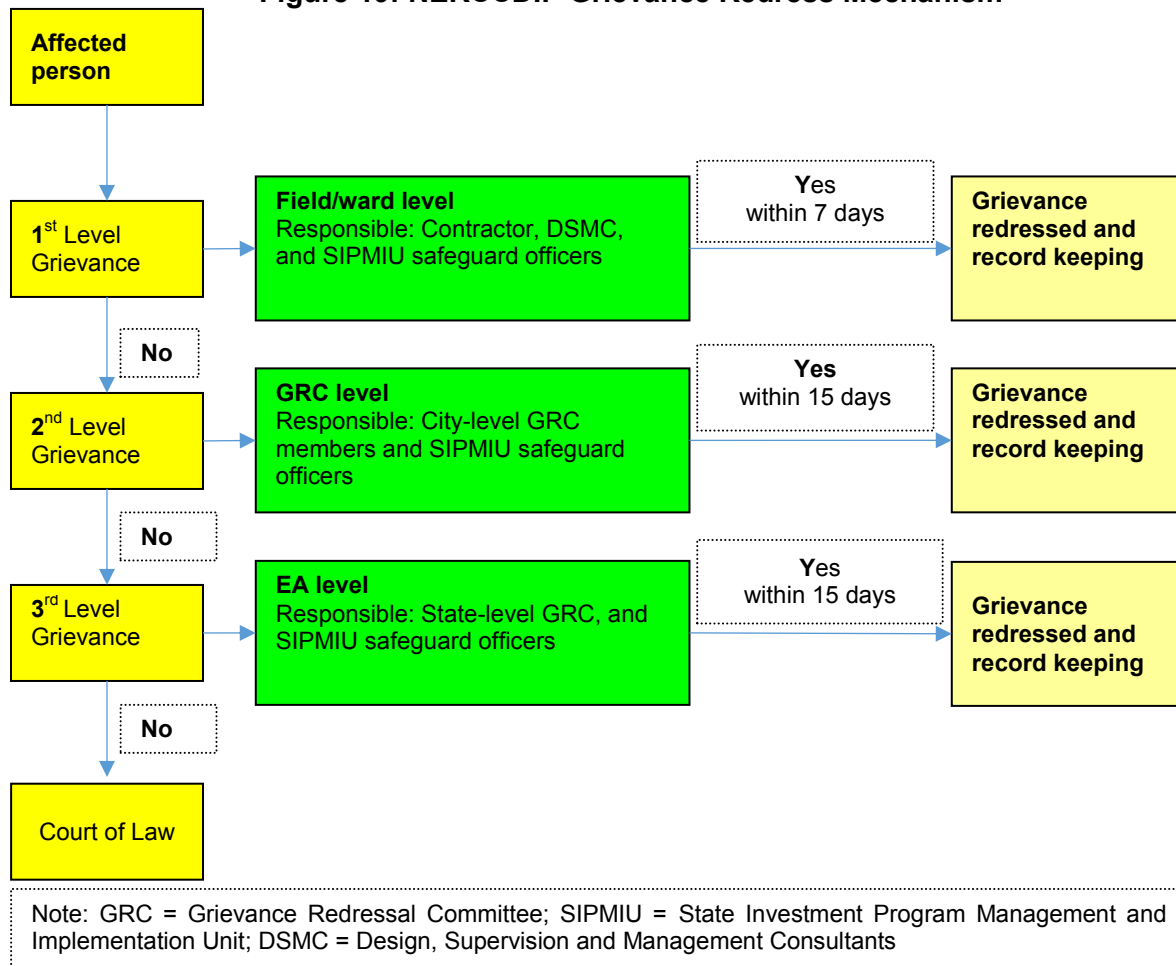 Figure Grievance Redress Mechanism
Affected
person
1st Level
Grievance
Field/ward level
Responsible: Contractor, DSMC,
and SIPMIU safeguard officers
Yes
within 7 days
Grievance
redressed and
record keeping
No
2nd Level
Grievance
GRC level
Responsible: City-level GRC
members and SIPMIU safeguard
officers
Yes
within 15 days
Grievance
redressed and
record keeping
No
3rd Level
Grievance
EA level
Responsible: State-level GRC, and
SIPMIU safeguard officers
Yes
within 15 days
Grievance
redressed and
record keeping
No
Court of Law
Note: GRC = Grievance Redressal Committee; SIPMIU = State Investment Program Management and
Implementation Unit; DSMC = Design, Supervision and Management Consultants